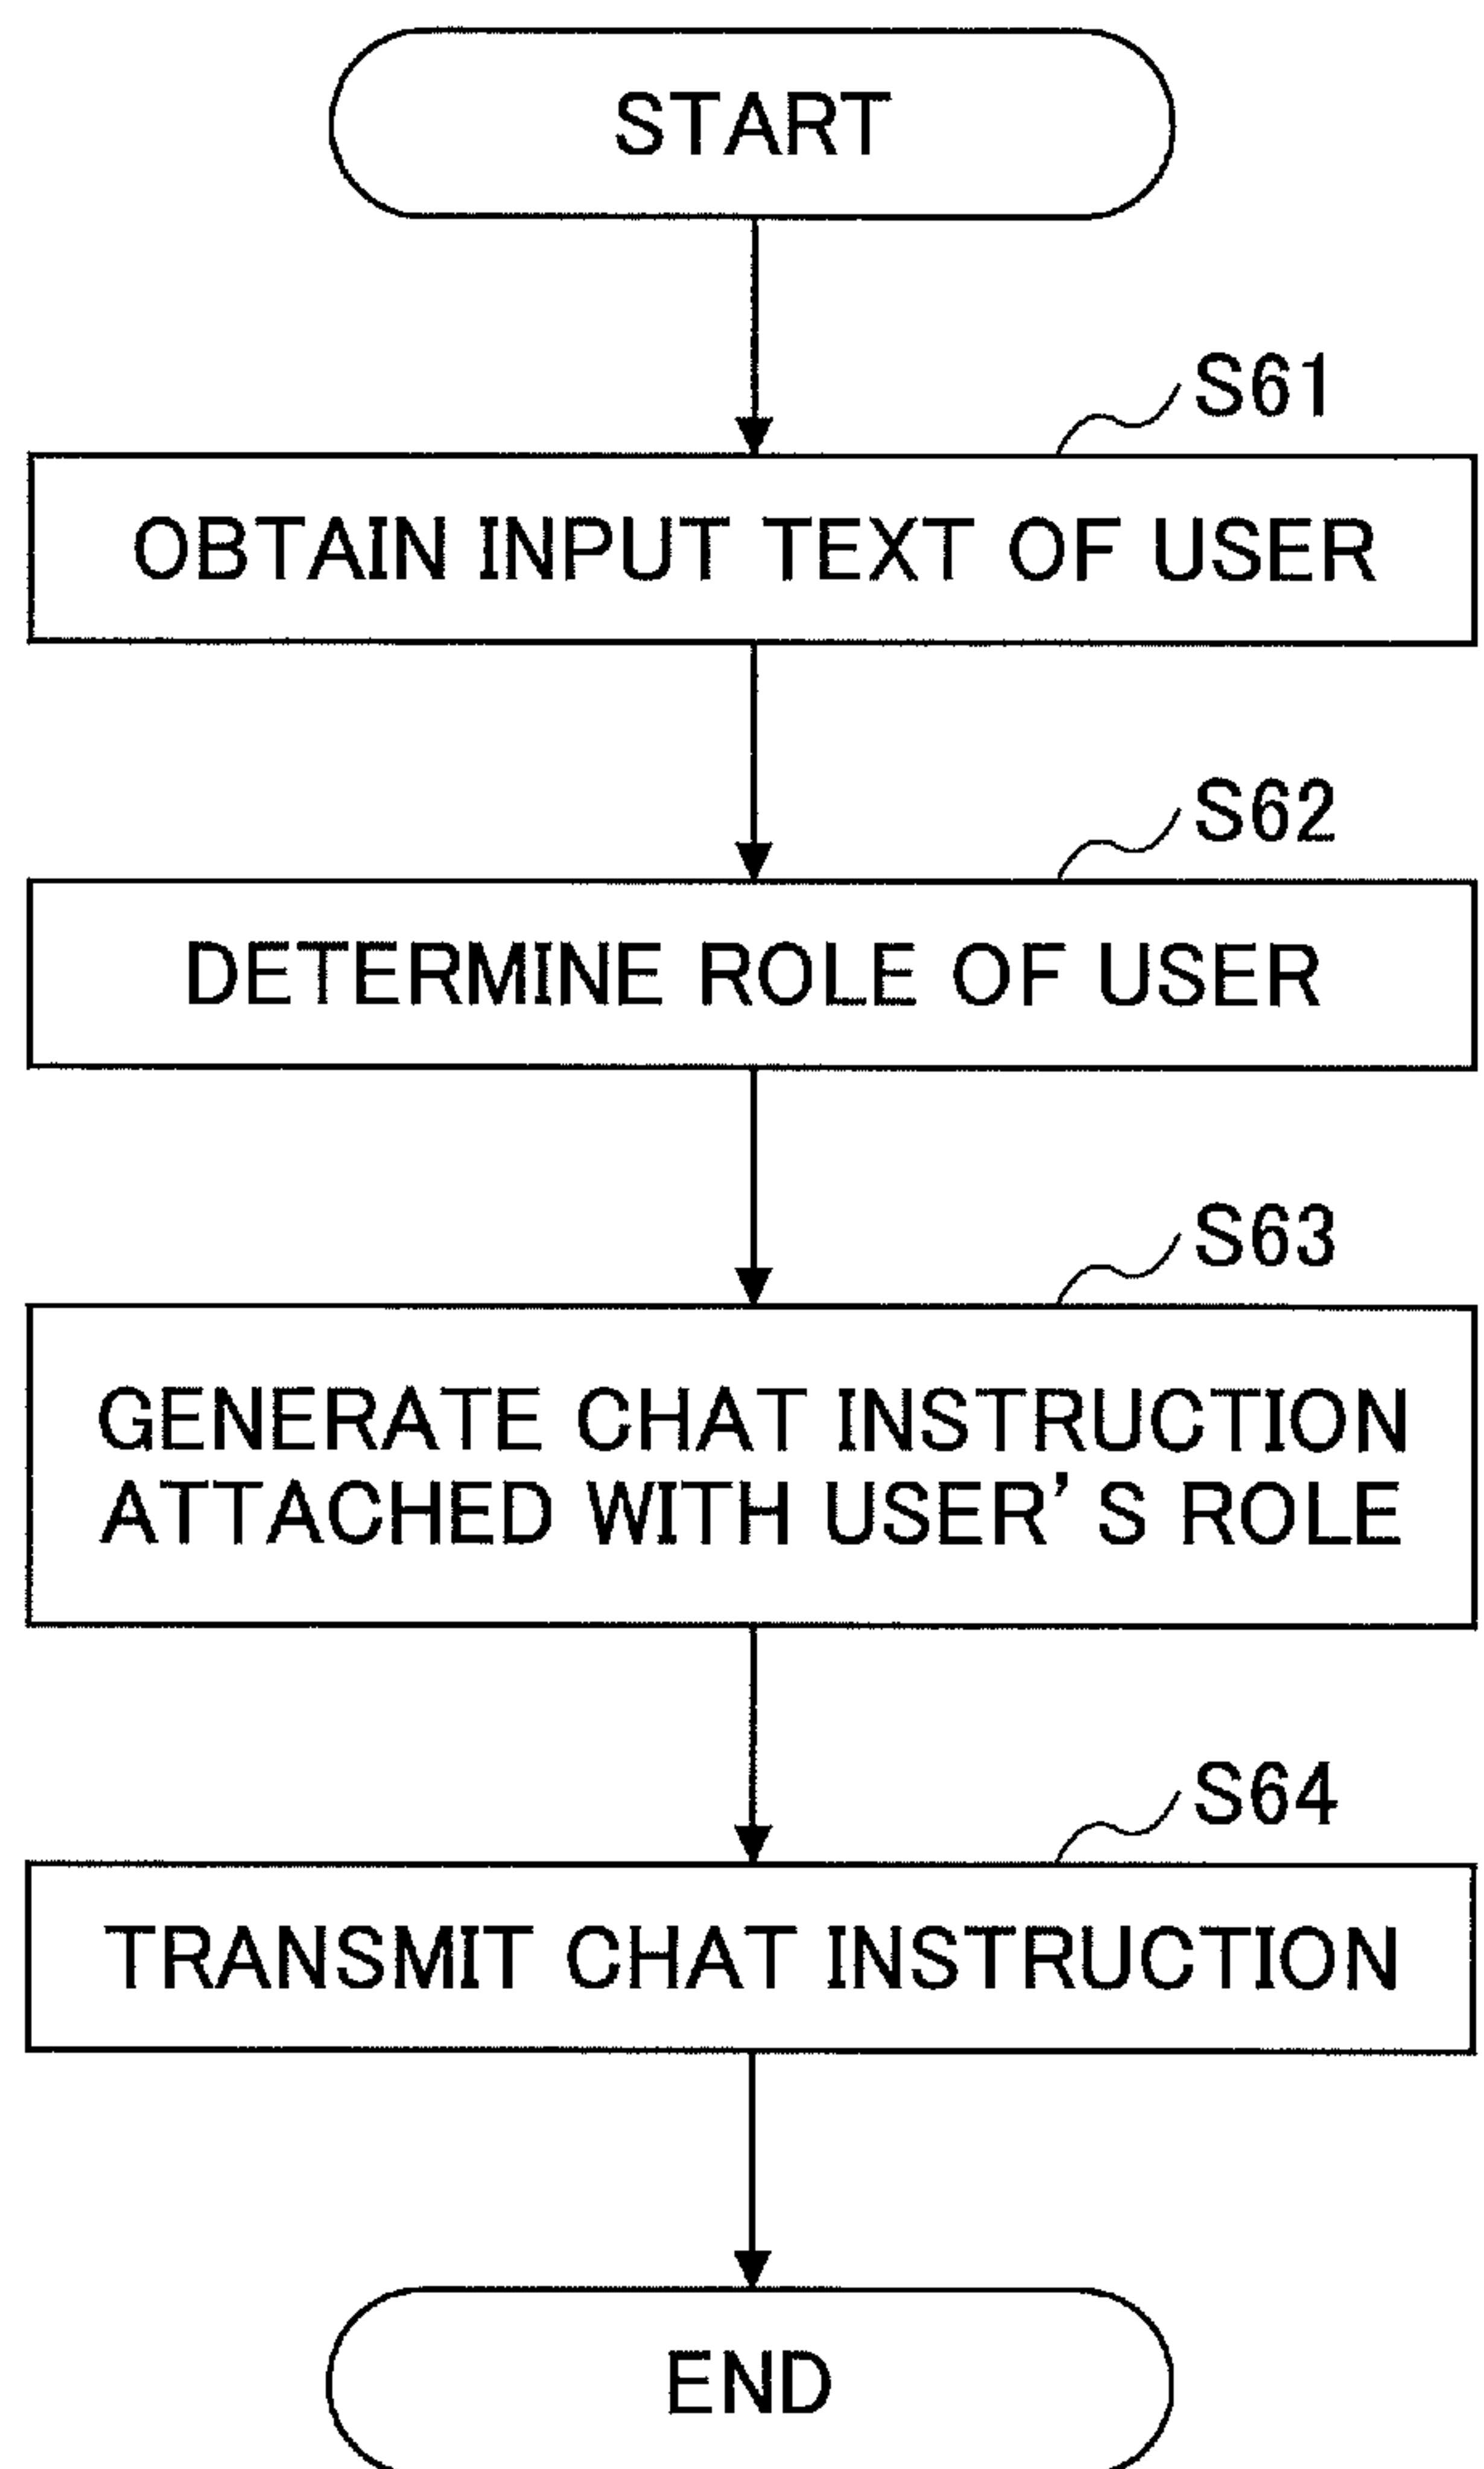 START
S61
OBTAIN INPUT TEXT OF USER
S62
DETERMINE ROLE OF USER
S63
GENERATE CHAT INSTRUCTION
ATTACHED WITH USER'S ROLE
S64
TRANSMIT CHAT INSTRUCTION
END